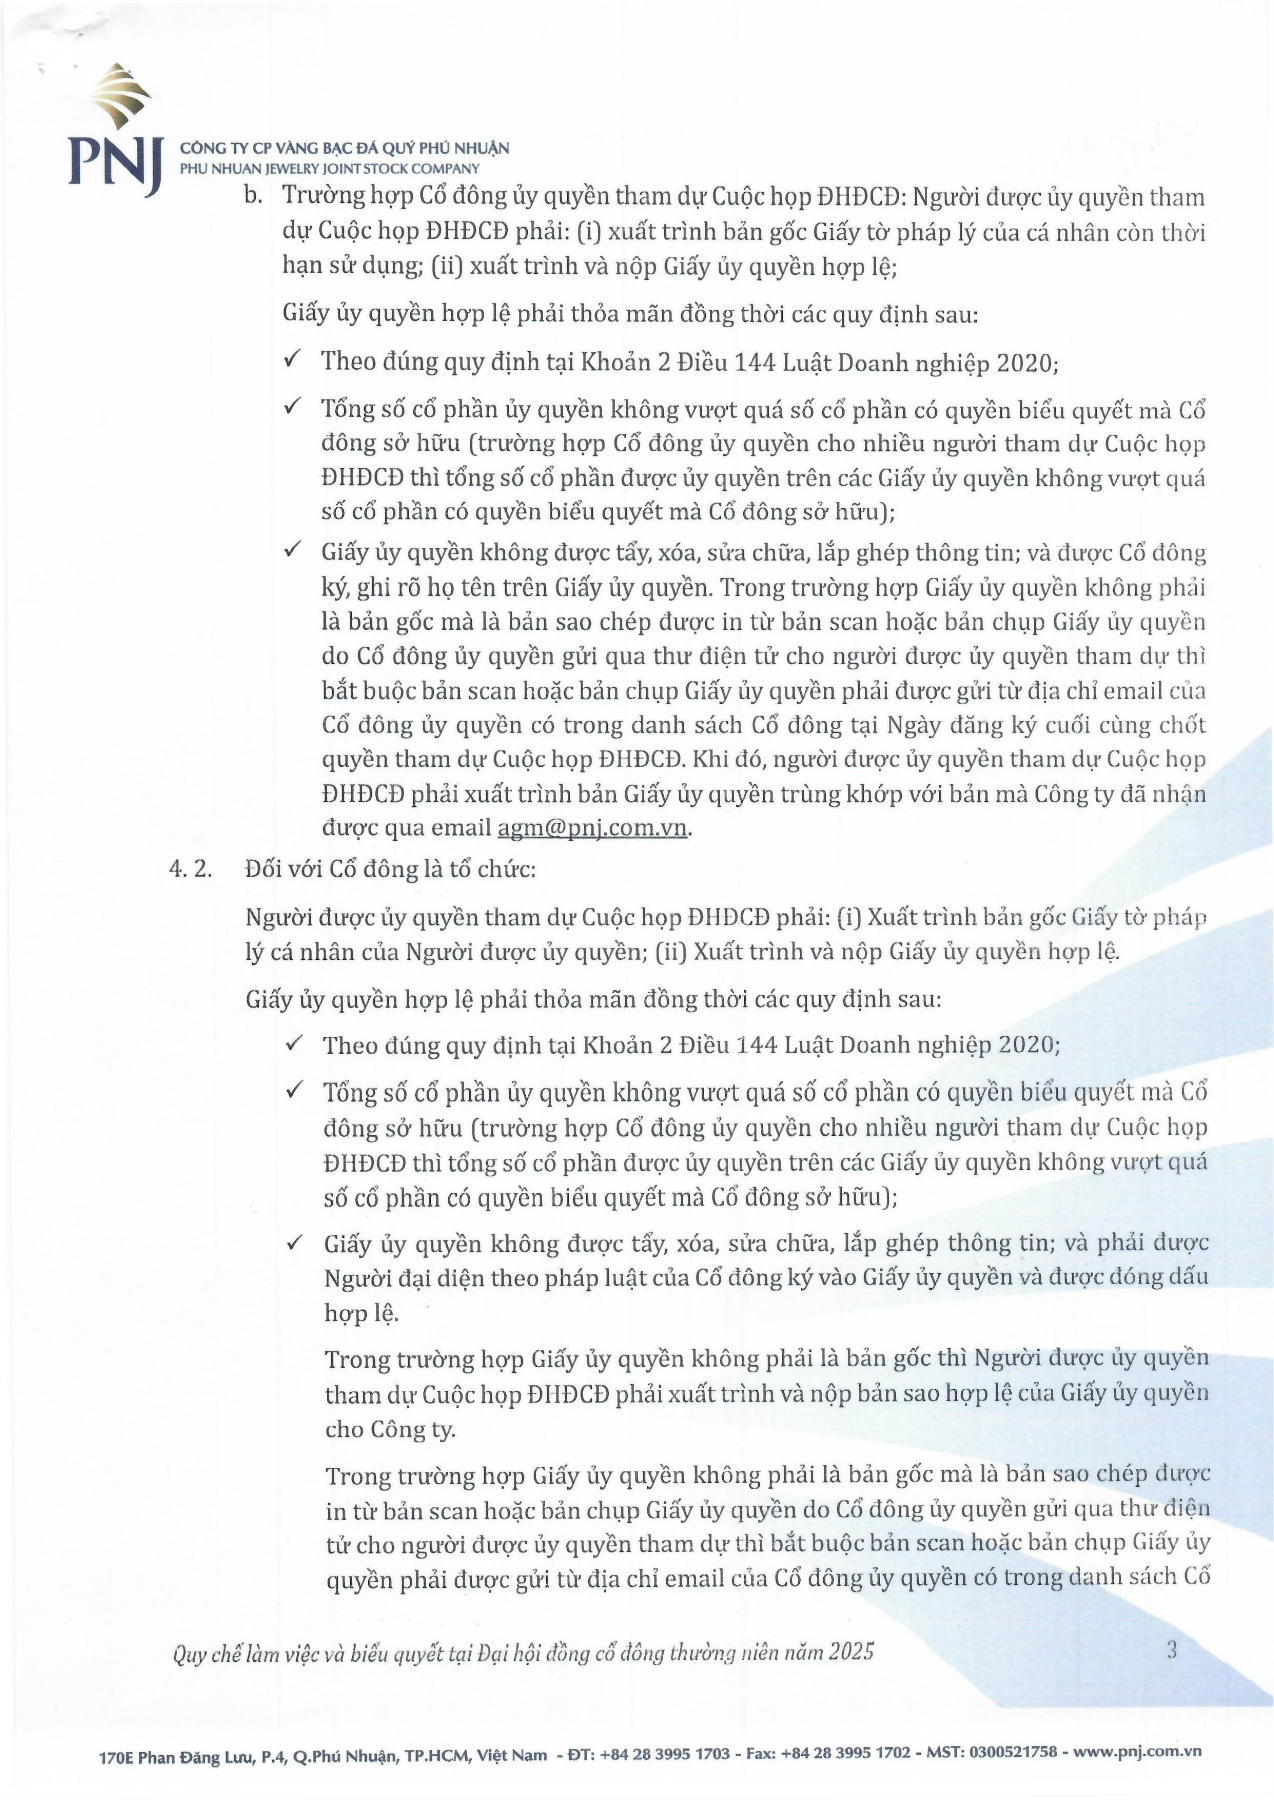 PNJ
CÔNG TY CP VÀNG BẠC ĐÁ QUÝ PHÚ NHUẬN
PHU NHUAN JEWELRY JOINT STOCK COMPANY
b. Trường hợp Cổ đông ủy quyền tham dự Cuộc họp ĐHĐCĐ: Người được ủy quyền tham
dự Cuộc họp ĐHĐCĐ phải: (i) xuất trình bản gốc Giấy tờ pháp lý của cá nhân còn thời
hạn sử dụng; (ii) xuất trình và nộp Giấy ủy quyền hợp lệ;
Giấy ủy quyền hợp lệ phải thỏa mãn đồng thời các quy định sau:
✓ Theo đúng quy định tại Khoản 2 Điều 144 Luật Doanh nghiệp 2020;
✓ Tổng số cổ phần ủy quyền không vượt quá số cổ phần có quyền biểu quyết mà Cổ
đông sở hữu (trường hợp Cổ đông ủy quyền cho nhiều người tham dự Cuộc họp
ĐHĐCĐ thì tổng số cổ phần được ủy quyền trên các Giấy ủy quyền không vượt quá
số cổ phần có quyền biểu quyết mà Cổ đông sở hữu);
✓ Giấy ủy quyền không được tẩy, xóa, sửa chữa, lắp ghép thông tin; và được Cổ đông
ký, ghi rõ họ tên trên Giấy ủy quyền. Trong trường hợp Giấy ủy quyền không phải
là bản gốc mà là bản sao chép được in từ bản scan hoặc bản chụp Giấy ủy quyền
do Cổ đông ủy quyền gửi qua thư điện tử cho người được ủy quyền tham dự thì
bắt buộc bản scan hoặc bản chụp Giấy ủy quyền phải được gửi từ địa chỉ email của
Cổ đông ủy quyền có trong danh sách Cổ đông tại Ngày đăng ký cuối cùng chốt
quyền tham dự Cuộc họp ĐHĐCĐ. Khi đó, người được ủy quyền tham dự Cuộc họp
ĐHĐCĐ phải xuất trình bản Giấy ủy quyền trùng khớp với bản mà Công ty đã nhận
được qua email agm@pnj.com.vn.
4. 2. Đối với Cổ đông là tổ chức:
Người được ủy quyền tham dự Cuộc họp ĐHĐCĐ phải: (i) Xuất trình bản gốc Giấy tờ pháp
lý cá nhân của Người được ủy quyền; (ii) Xuất trình và nộp Giấy ủy quyền hợp lệ.
Giấy ủy quyền hợp lệ phải thỏa mãn đồng thời các quy định sau:
✓ Theo đúng quy định tại Khoản 2 Điều 144 Luật Doanh nghiệp 2020;
✓ Tổng số cổ phần ủy quyền không vượt quá số cổ phần có quyền biểu quyết mà Cổ
đông sở hữu (trường hợp Cổ đông ủy quyền cho nhiều người tham dự Cuộc họp
ĐHĐCĐ thì tổng số cổ phần được ủy quyền trên các Giấy ủy quyền không vượt quá
số cổ phần có quyền biểu quyết mà Cổ đông sở hữu);
✓ Giấy ủy quyền không được tẩy, xóa, sửa chữa, lắp ghép thông tin; và phải được
Người đại diện theo pháp luật của Cổ đông ký vào Giấy ủy quyền và được đóng dấu
hợp lệ.
Trong trường hợp Giấy ủy quyền không phải là bản gốc thì Người được ủy quyền
tham dự Cuộc họp ĐHĐCĐ phải xuất trình và nộp bản sao hợp lệ của Giấy ủy quyền
cho Công ty.
Trong trường hợp Giấy ủy quyền không phải là bản gốc mà là bản sao chép được
in từ bản scan hoặc bản chụp Giấy ủy quyền do Cổ đông ủy quyền gửi qua thư điện
tử cho người được ủy quyền tham dự thì bắt buộc bản scan hoặc bản chụp Giấy ủy
quyền phải được gửi từ địa chỉ email của Cổ đông ủy quyền có trong danh sách Cổ
Quy chế làm việc và biểu quyết tại Đại hội đồng cổ đông thường niên năm 2025 3
170E Phan Đăng Lưu, P.4, Q.Phú Nhuận, TP.HCM, Việt Nam - ĐT: +84 28 3995 1703 - Fax: +84 28 3995 1702 - MST: 0300521758 - www.pnj.com.vn